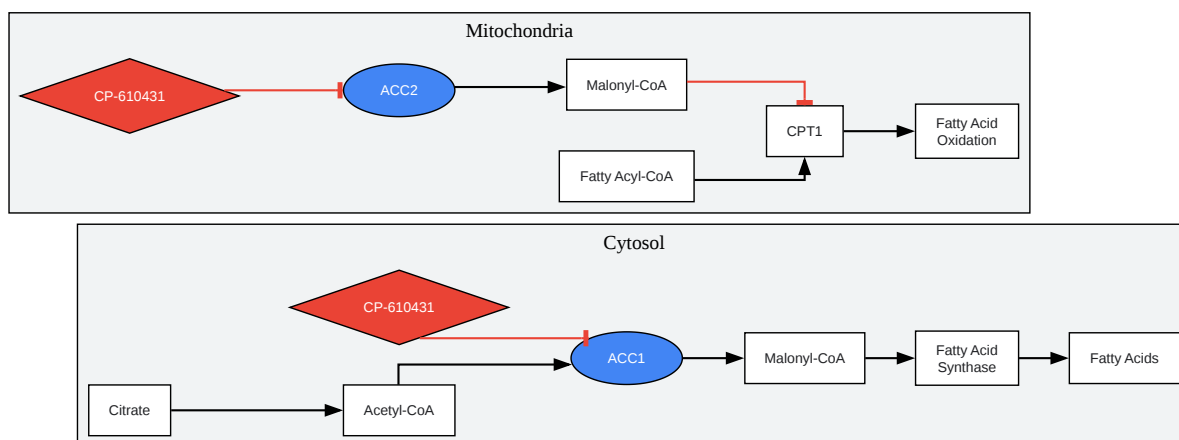 Mitochondria
CP-610431
ACC2
Malonyl-CoA
CPT1
Fatty Acid
Oxidation
Fatty Acyl-CoA
Cytosol
CP-610431
ACC1
Malonyl-CoA
Fatty Acid
Synthase
Fatty Acids
Citrate
Acetyl-CoA